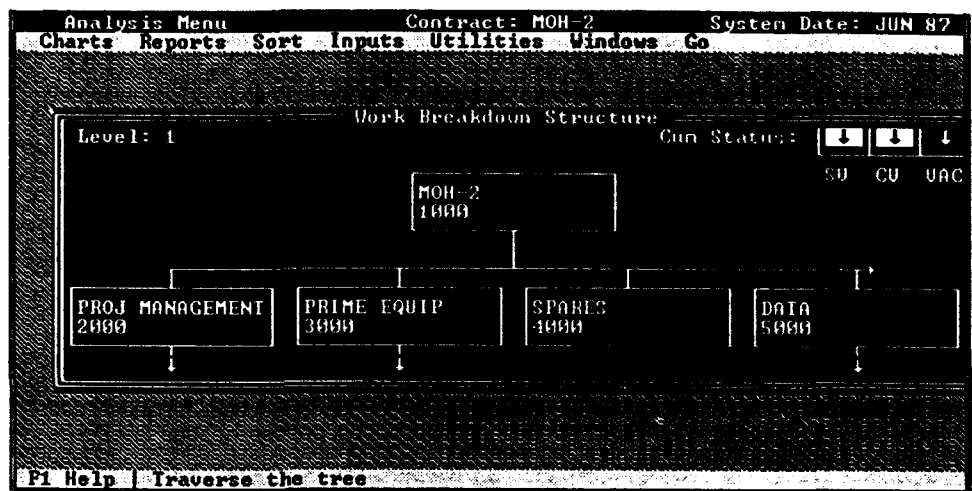 Analysis Menu Contract: MOH-2 System Date: JUN 87
Charts Reports Sort Inputs Utilities Windows Go
Work Breakdown Structure
Level: 1 Cum Status: ↓ ↓ ↓
SV CV VAC
MOH-2
1000
PROJ MANAGEMENT PRIME EQUIP SPARES DATA
2000 3000 4000 5000
F1 Help | Traverse the tree